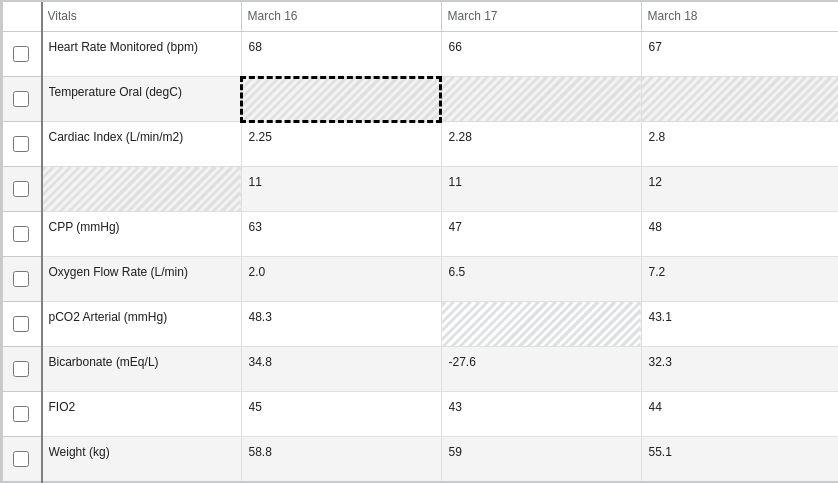 Vitals March 16 March 17 March 18
Heart Rate Monitored (bpm) 68 66 67
Temperature Oral (degC)
Cardiac Index (L/min/m2) 2.25 2.28 2.8
11 11 12
CPP (mmHg) 63 47 48
Oxygen Flow Rate (L/min) 2.0 6.5 7.2
pCO2 Arterial (mmHg) 48.3 43.1
Bicarbonate (mEq/L) 34.8 -27.6 32.3
FIO2 45 43 44
Weight (kg) 58.8 59 55.1